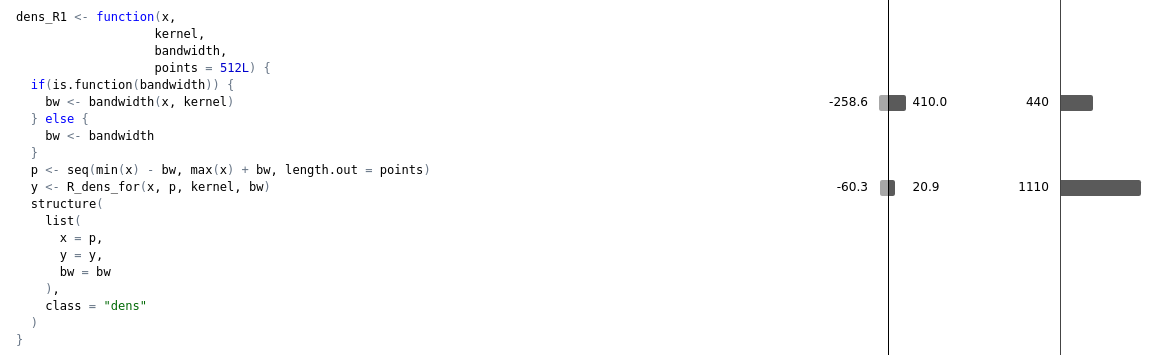 dens_R1 <- function(x,
                   kernel,
                   bandwidth,
                   points = 512L) {
  if(is.function(bandwidth)) {
    bw <- bandwidth(x, kernel) -258.6 410.0 440
  } else {
    bw <- bandwidth
  }
  p <- seq(min(x) - bw, max(x) + bw, length.out = points)
  y <- R_dens_for(x, p, kernel, bw) -60.3 20.9 1110
  structure(
    list(
      x = p,
      y = y,
      bw = bw
    ),
    class = "dens"
  )
}